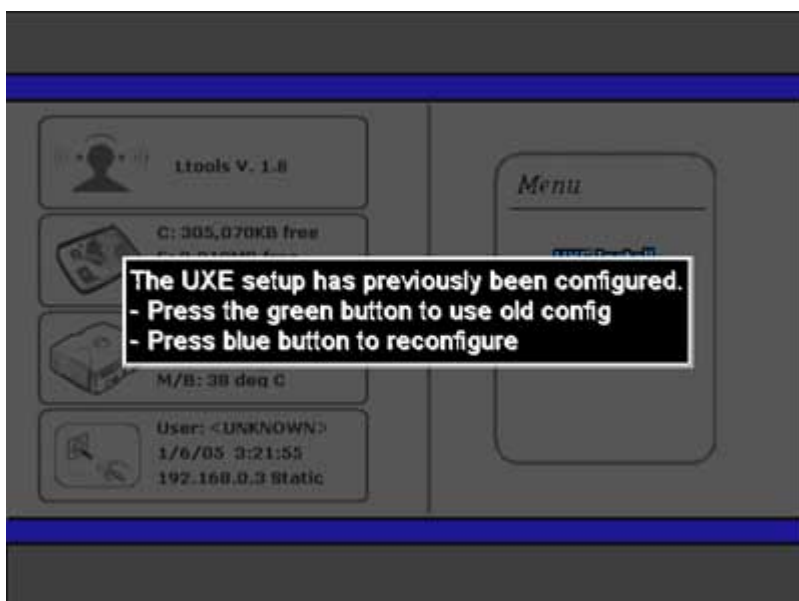 Ltools V. 1.8
C: 305,070KB free
The UXE setup has previously been configured.
- Press the green button to use old config
- Press blue button to reconfigure
M/B: 38 deg C
User: <UNKNOWN>
1/6/05 3:21:55
192.168.0.3 Static
Menu